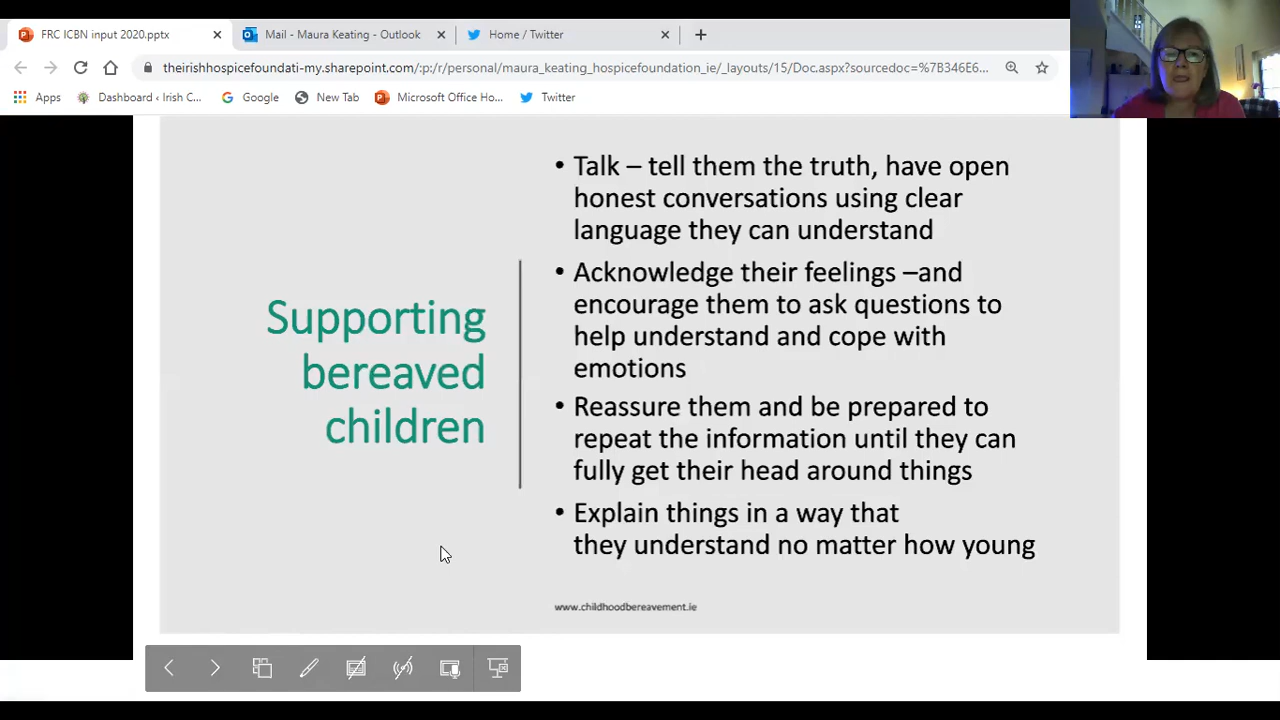 FRC ICBN input 2020.pptx
Mail - Maura Keating - Outlook
Home / Twitter
theirishhospicefoundati-my.sharepoint.com/:p:/r/personal/maura_keating_hospicefoundation_ie/_layouts/15/Doc.aspx?sourcedoc=%7B346E6...
Apps
Dashboard ‹ Irish C...
Google
New Tab
Microsoft Office Ho...
Twitter
Supporting
bereaved
children
• Talk – tell them the truth, have open
honest conversations using clear
language they can understand
• Acknowledge their feelings –and
encourage them to ask questions to
help understand and cope with
emotions
• Reassure them and be prepared to
repeat the information until they can
fully get their head around things
• Explain things in a way that
they understand no matter how young
www.childhoodbereavement.ie